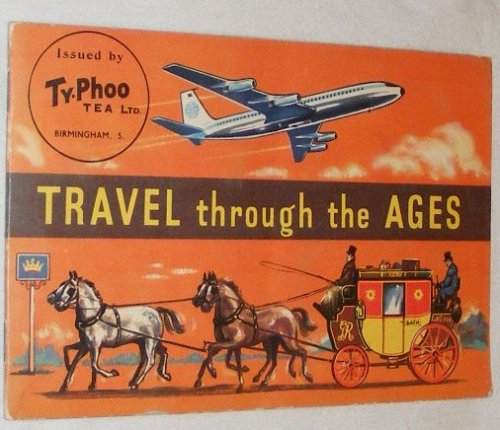 Issued by
Ty·Phoo
TEA LTD.
BIRMINGHAM, 5.
TRAVEL through the AGES
BATH